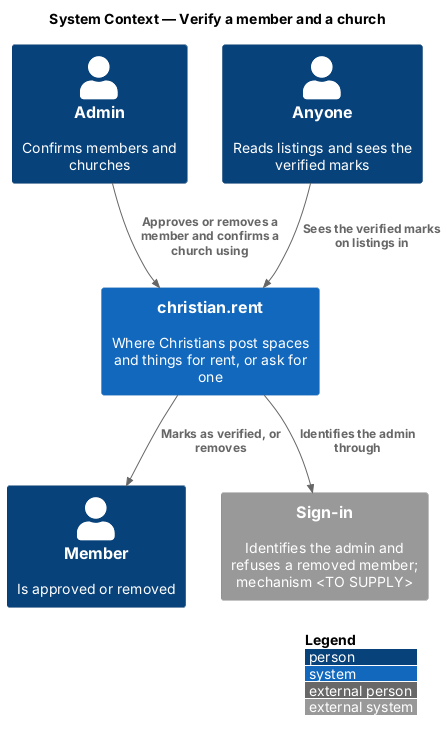 System Context — Verify a member and a church
Admin
Confirms members and
churches
Anyone
Reads listings and sees the
verified marks
Approves or removes a
member and confirms a
church using
Sees the verified marks
on listings in
christian.rent
Where Christians post spaces
and things for rent, or ask for
one
Marks as verified, or
removes
Identifies the admin
through
Member
Is approved or removed
Sign-in
Identifies the admin and
refuses a removed member;
mechanism <TO SUPPLY>
Legend
person
system
external person
external system